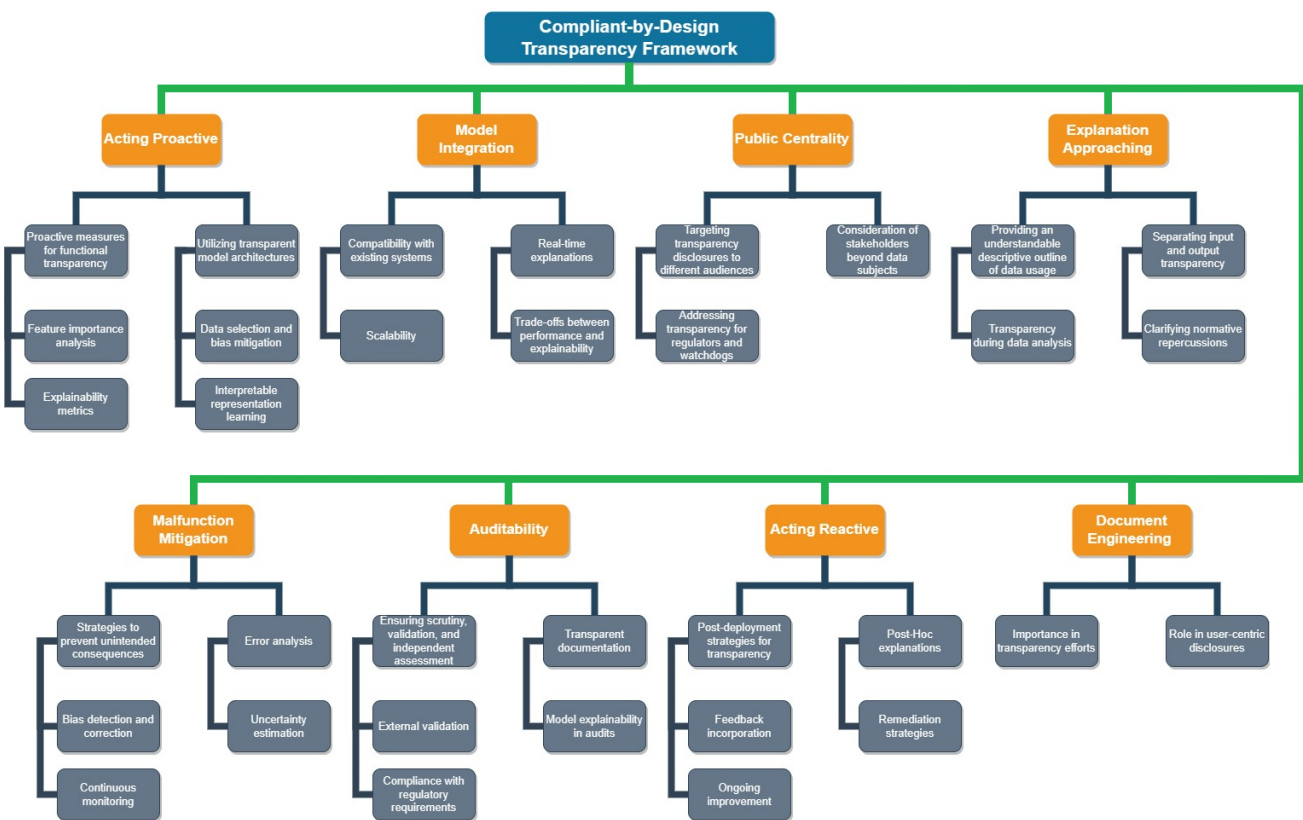 Compliant-by-Design
Transparency Framework
Acting Proactive
Model
Integration
Public Centrality
Explanation
Approaching
Proactive measures
for functional
transparency
Utilizing transparent
model architectures
Compatibility with
existing systems
Real-time
explanations
Targeting
transparency
disclosures to
different audiences
Consideration of
stakeholders
beyond data
subjects
Providing an
understandable
descriptive outline
of data usage
Separating input
and output
transparency
Feature importance
analysis
Data selection and
bias mitigation
Scalability
Trade-offs between
performance and
explainability
Addressing
transparency for
regulators and
watchdogs
Transparency
during data analysis
Clarifying normative
repercussions
Explainability
metrics
Interpretable
representation
learning
Malfunction
Mitigation
Auditability
Acting Reactive
Document
Engineering
Strategies to
prevent unintended
consequences
Error analysis
Ensuring scrutiny,
validation, and
independent
assessment
Transparent
documentation
Post-deployment
strategies for
transparency
Post-Hoc
explanations
Importance in
transparency efforts
Role in user-centric
disclosures
Bias detection and
correction
Uncertainty
estimation
External validation
Model explainability
in audits
Feedback
incorporation
Remediation
strategies
Continuous
monitoring
Compliance with
regulatory
requirements
Ongoing
improvement